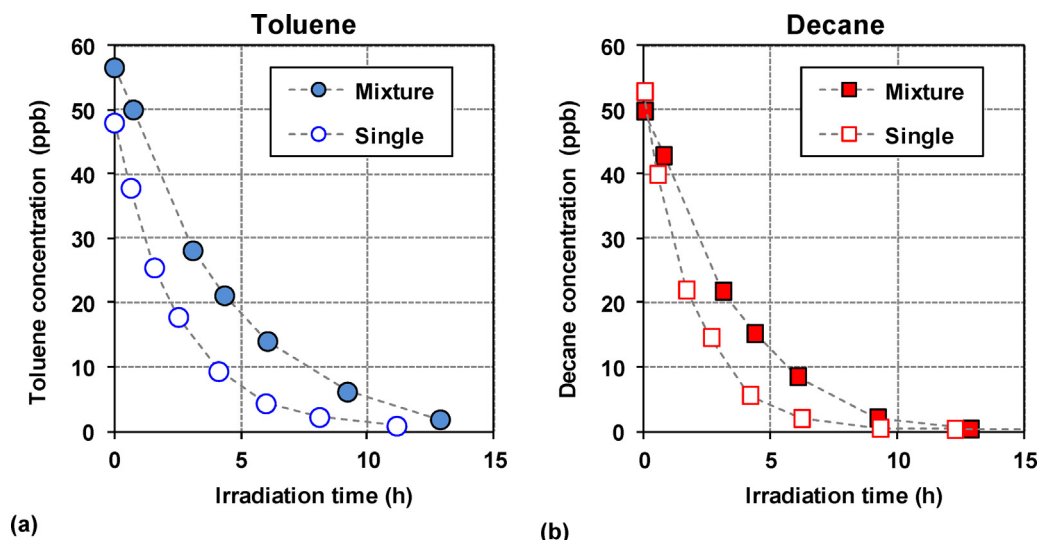 Toluene
60
50
40
30
20
10
0
0 5 10 15
Toluene concentration (ppb)
Irradiation time (h)
Mixture
Single
(a)
Decane
60
50
40
30
20
10
0
0 5 10 15
Decane concentration (ppb)
Irradiation time (h)
Mixture
Single
(b)